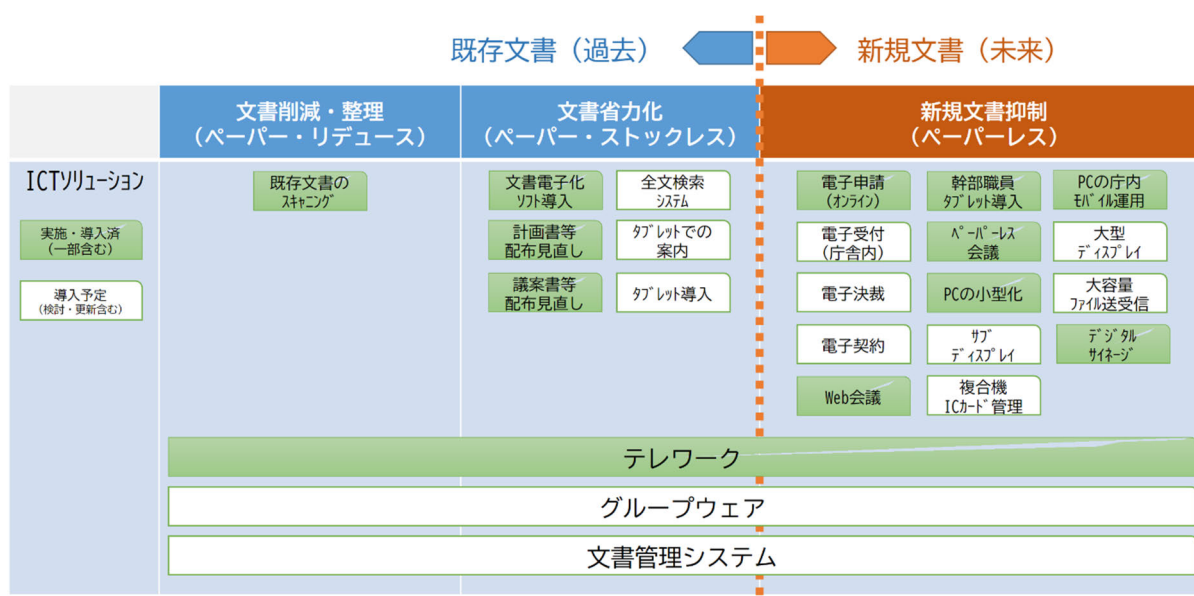 既存文書（過去）
新規文書（未来）
文書削減・整理
（ペーパー・リデュース）
文書省力化
（ペーパー・ストックレス）
新規文書抑制
（ペーパーレス）
ICTソリューション
実施・導入済
（一部含む）
導入予定
（検討・更新含む）
既存文書の
ｽｷｬﾆﾝｸﾞ
文書電子化
ｿﾌﾄ導入
全文検索
ｼｽﾃﾑ
計画書等
配布見直し
ﾀﾌﾞﾚｯﾄでの
案内
議案書等
配布見直し
ﾀﾌﾞﾚｯﾄ導入
電子申請
（ｵﾝﾗｲﾝ）
幹部職員
ﾀﾌﾞﾚｯﾄ導入
PCの庁内
ﾓﾊﾞｲﾙ運用
電子受付
（庁舎内）
ﾍﾟｰﾊﾟｰﾚｽ
会議
大型
ﾃﾞｨｽﾌﾟﾚｲ
電子決裁
PCの小型化
大容量
ﾌｧｲﾙ送受信
電子契約
ｻﾌﾞ
ﾃﾞｨｽﾌﾟﾚｲ
ﾃﾞｼﾞﾀﾙ
ｻｲﾈｰｼﾞ
Web会議
複合機
ICｶｰﾄﾞ管理
テレワーク
グループウェア
文書管理システム